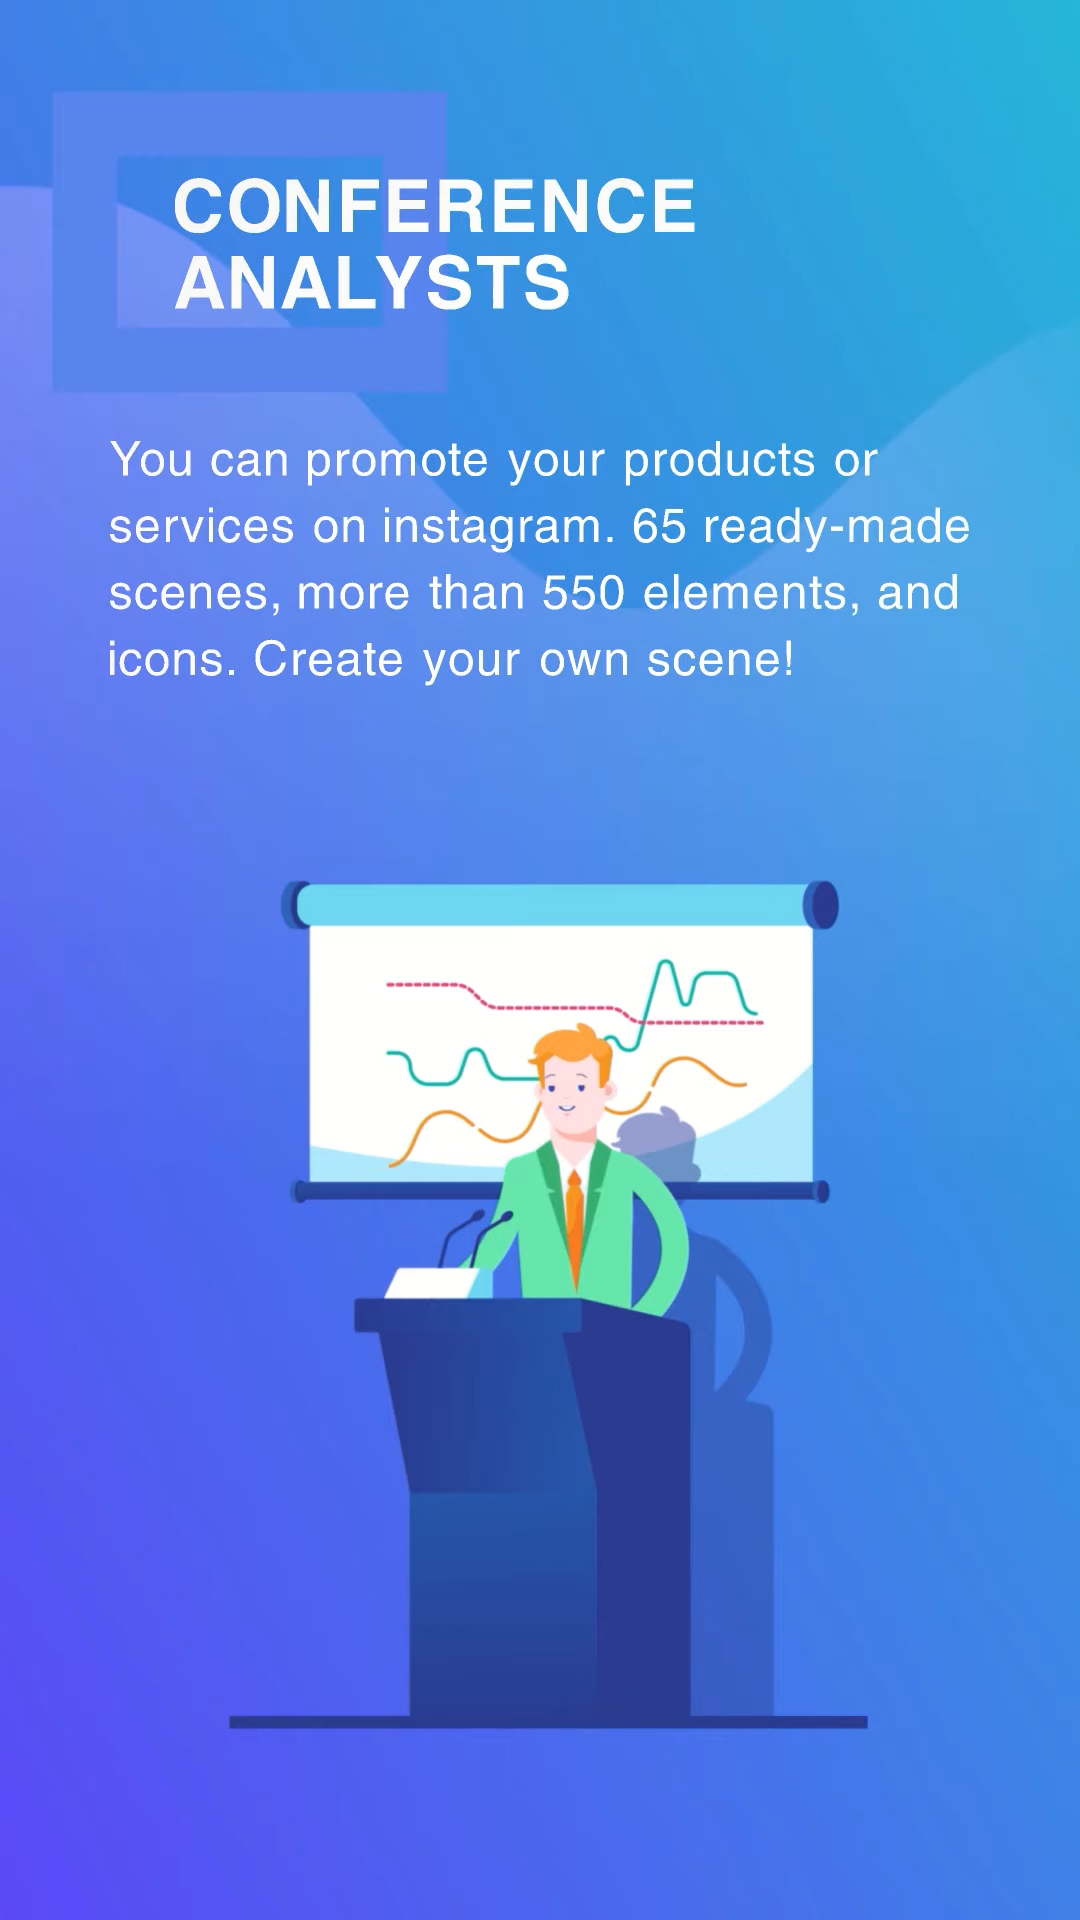 CONFERENCE
ANALYSTS
You can promote your products or
services on instagram. 65 ready-made
scenes, more than 550 elements, and
icons. Create your own scene!